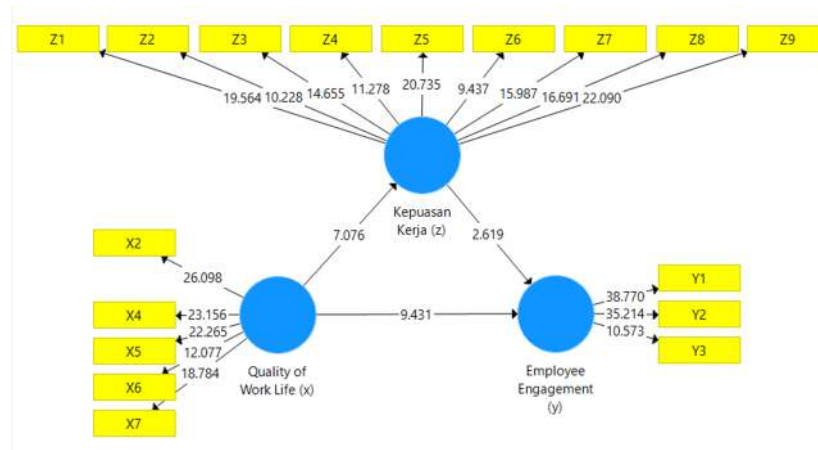 Z1 Z2 Z3 Z4 Z5 Z6 Z7 Z8 Z9
19.564 10.228 14.655 11.278 20.735 9.437 15.987 16.691 22.090
Kepuasan
Kerja (z)
7.076 2.619
X2
26.098
X4
X5
X6
X7
23.156
22.265
12.077
18.784
Quality of
Work Life (x)
9.431
Employee
Engagement
(y)
38.770
35.214
10.573
Y1
Y2
Y3